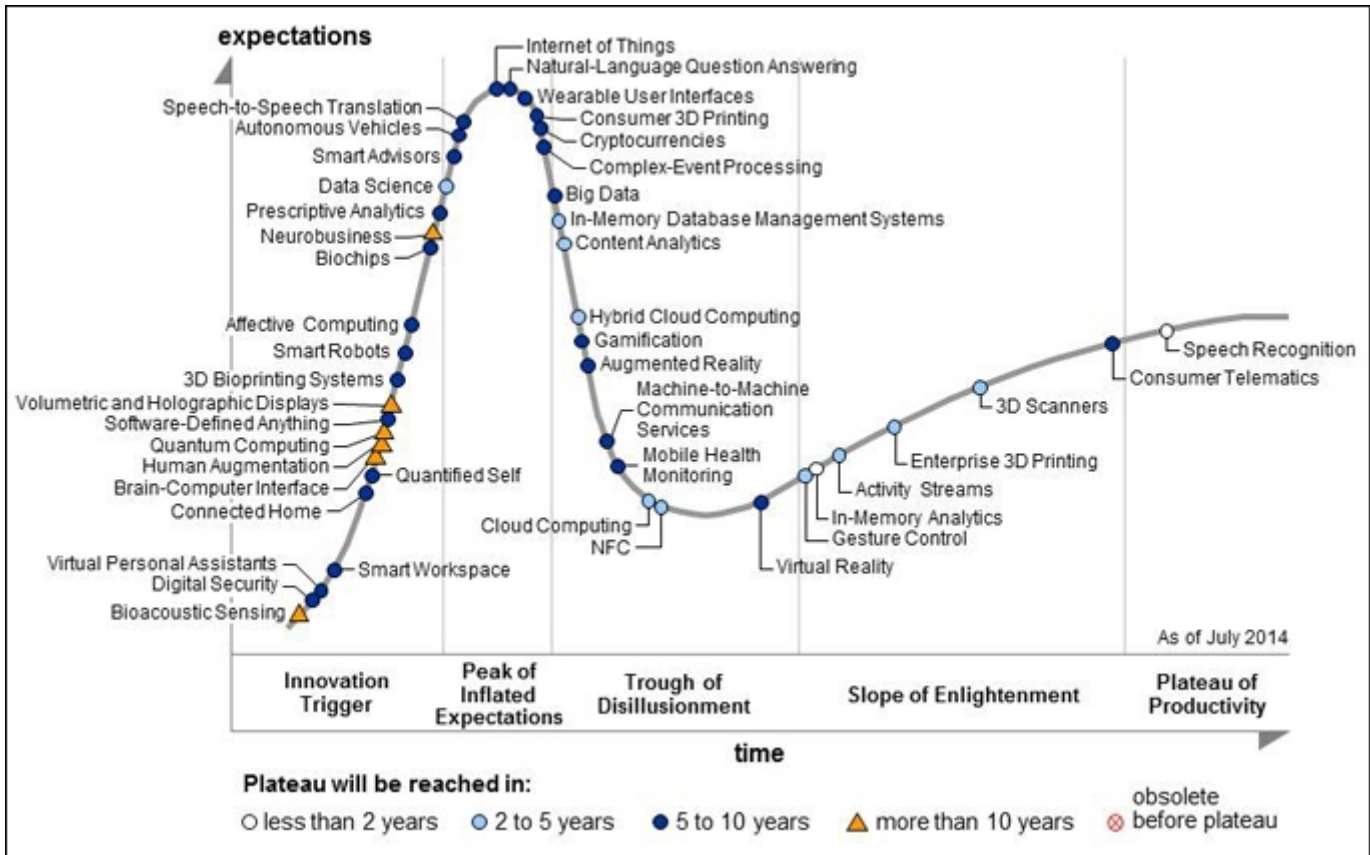 expectations
Internet of Things
Natural-Language Question Answering
Wearable User Interfaces
Speech-to-Speech Translation
Consumer 3D Printing
Autonomous Vehicles
Cryptocurrencies
Smart Advisors
Complex-Event Processing
Data Science
Big Data
Prescriptive Analytics
In-Memory Database Management Systems
Neurobusiness
Content Analytics
Biochips
Hybrid Cloud Computing
Affective Computing
Gamification
Smart Robots
Augmented Reality
3D Bioprinting Systems
Machine-to-Machine
Communication
Services
Volumetric and Holographic Displays
Software-Defined Anything
Quantum Computing
Mobile Health
Monitoring
Human Augmentation
Brain-Computer Interface
Quantified Self
Connected Home
Speech Recognition
Consumer Telematics
3D Scanners
Enterprise 3D Printing
Activity Streams
In-Memory Analytics
Gesture Control
Cloud Computing
NFC
Virtual Reality
Virtual Personal Assistants
Smart Workspace
Digital Security
Bioacoustic Sensing
As of July 2014
Innovation
Trigger
Peak of
Inflated
Expectations
Trough of
Disillusionment
Slope of Enlightenment
Plateau of
Productivity
time
Plateau will be reached in:
less than 2 years
2 to 5 years
5 to 10 years
more than 10 years
obsolete
before plateau